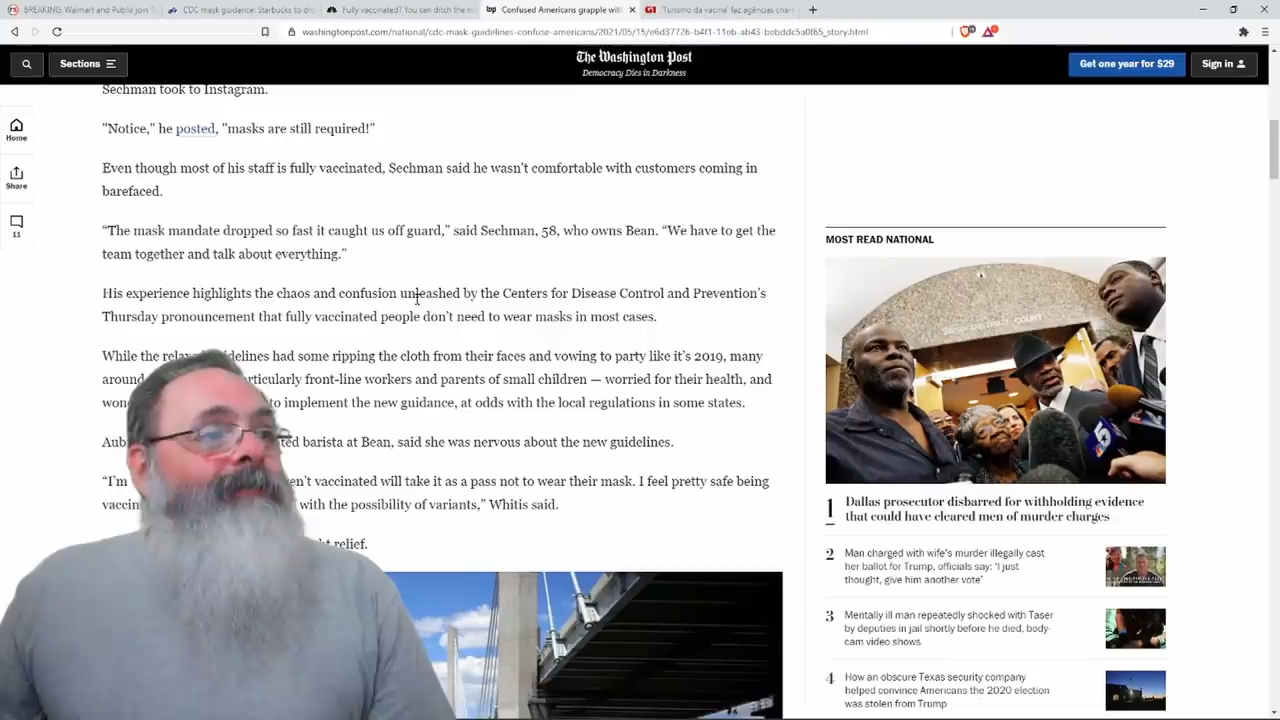 BREAKING: Walmart and Publix join Tr
CDC mask guidance: Starbucks to dro
Fully vaccinated? You can ditch the m
Confused Americans grapple with
"Turismo da vacina" faz agências criar
washingtonpost.com/national/cdc-mask-guidelines-confuse-americans/2021/05/15/e6d37726-b4f1-11eb-ab43-bebddc5a0f65_story.html
Sections
The Washington Post
Democracy Dies in Darkness
Get one year for $29
Sign in
Home
Share
11
Sechman took to Instagram.
"Notice," he posted, "masks are still required!"
Even though most of his staff is fully vaccinated, Sechman said he wasn't comfortable with customers coming in
barefaced.
“The mask mandate dropped so fast it caught us off guard,” said Sechman, 58, who owns Bean. “We have to get the
team together and talk about everything.”
His experience highlights the chaos and confusion unleashed by the Centers for Disease Control and Prevention’s
Thursday pronouncement that fully vaccinated people don’t need to wear masks in most cases.
While the relaxed guidelines had some ripping the cloth from their faces and vowing to party like it’s 2019, many
around particularly front-line workers and parents of small children — worried for their health, and
to implement the new guidance, at odds with the local regulations in some states.
barista at Bean, said she was nervous about the new guidelines.
“I’m vaccinated will take it as a pass not to wear their mask. I feel pretty safe being
with the possibility of variants,” Whitis said.
relief.
MOST READ NATIONAL
1
Dallas prosecutor disbarred for withholding evidence
that could have cleared men of murder charges
2
Man charged with wife's murder illegally cast
her ballot for Trump, officials say: 'I just
thought, give him another vote'
3
Mentally ill man repeatedly shocked with Taser
by deputies in jail shortly before he died, body-
cam video shows
4
How an obscure Texas security company
helped convince Americans the 2020 election
was stolen from Trump